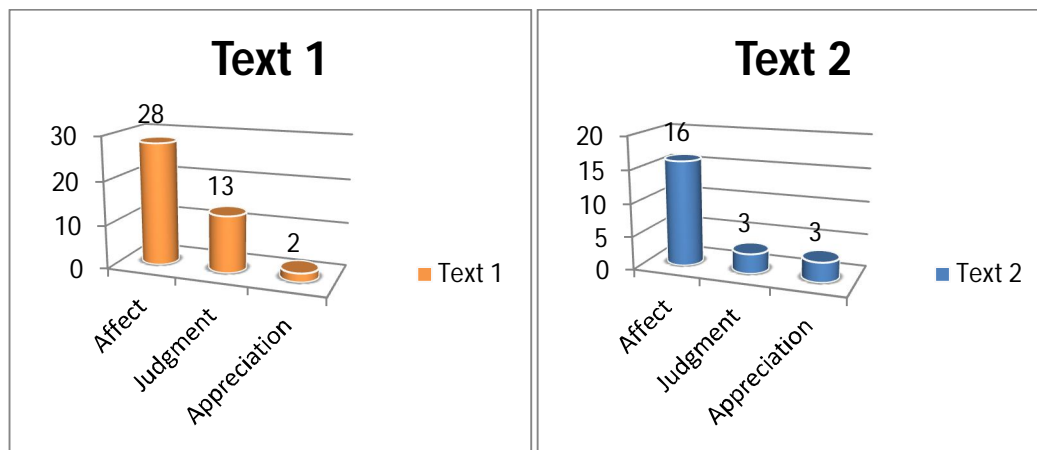 Text 1
28
30
13
20
10
2
0
Text 1
Affect
Judgment
Appreciation
Text 2
20
16
15
10
3
3
5
0
Text 2
Affect
Judgment
Appreciation